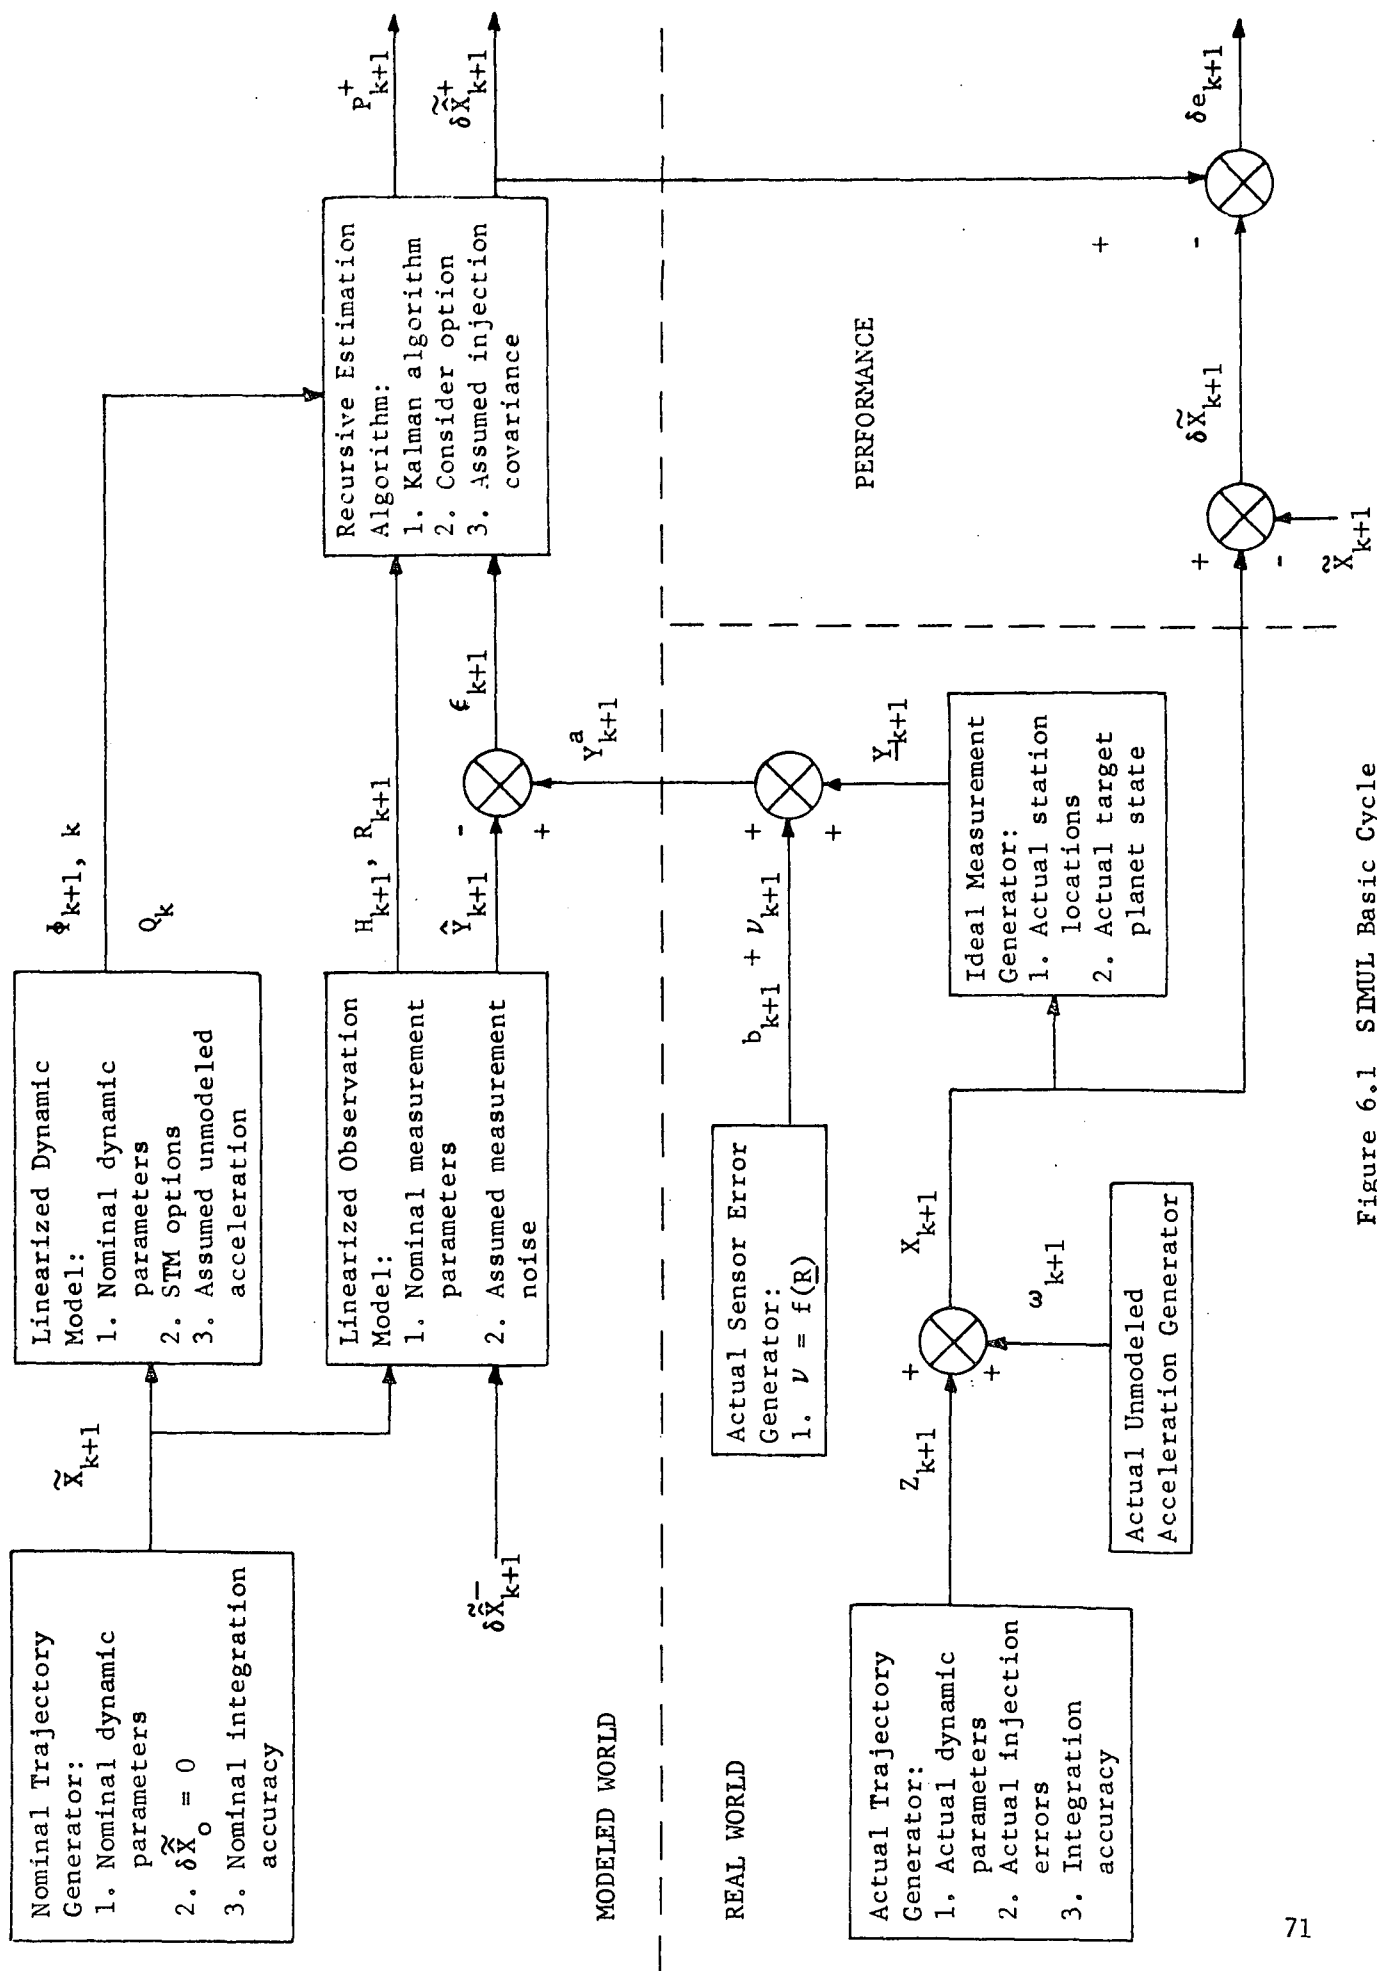 Nominal Trajectory
Generator:
1. Nominal dynamic
parameters
2. δX̃ₒ = 0
3. Nominal integration
accuracy
X̃ₖ₊₁
Linearized Dynamic
Model:
1. Nominal dynamic
parameters
2. STM options
3. Assumed unmodeled
acceleration
Φₖ₊₁, ₖ
Qₖ
Linearized Observation
Model:
1. Nominal measurement
parameters
2. Assumed measurement
noise
δX̃̂⁻ₖ₊₁
Hₖ₊₁, Rₖ₊₁
Ŷₖ₊₁
-
+
ϵₖ₊₁
Yᵃₖ₊₁
Recursive Estimation
Algorithm:
1. Kalman algorithm
2. Consider option
3. Assumed injection
covariance
P⁺ₖ₊₁
δX̃̂⁺ₖ₊₁
MODELED WORLD
REAL WORLD
Actual Sensor Error
Generator:
1. ν = f(R̲)
bₖ₊₁ + νₖ₊₁
+
+
Y̲ₖ₊₁
Actual Trajectory
Generator:
1. Actual dynamic
parameters
2. Actual injection
errors
3. Integration
accuracy
Zₖ₊₁
+
+
Xₖ₊₁
ωₖ₊₁
Actual Unmodeled
Acceleration Generator
Ideal Measurement
Generator:
1. Actual station
locations
2. Actual target
planet state
PERFORMANCE
+
-
X̃ₖ₊₁
δX̃ₖ₊₁
+
-
δeₖ₊₁
Figure 6.1 SIMUL Basic Cycle
71